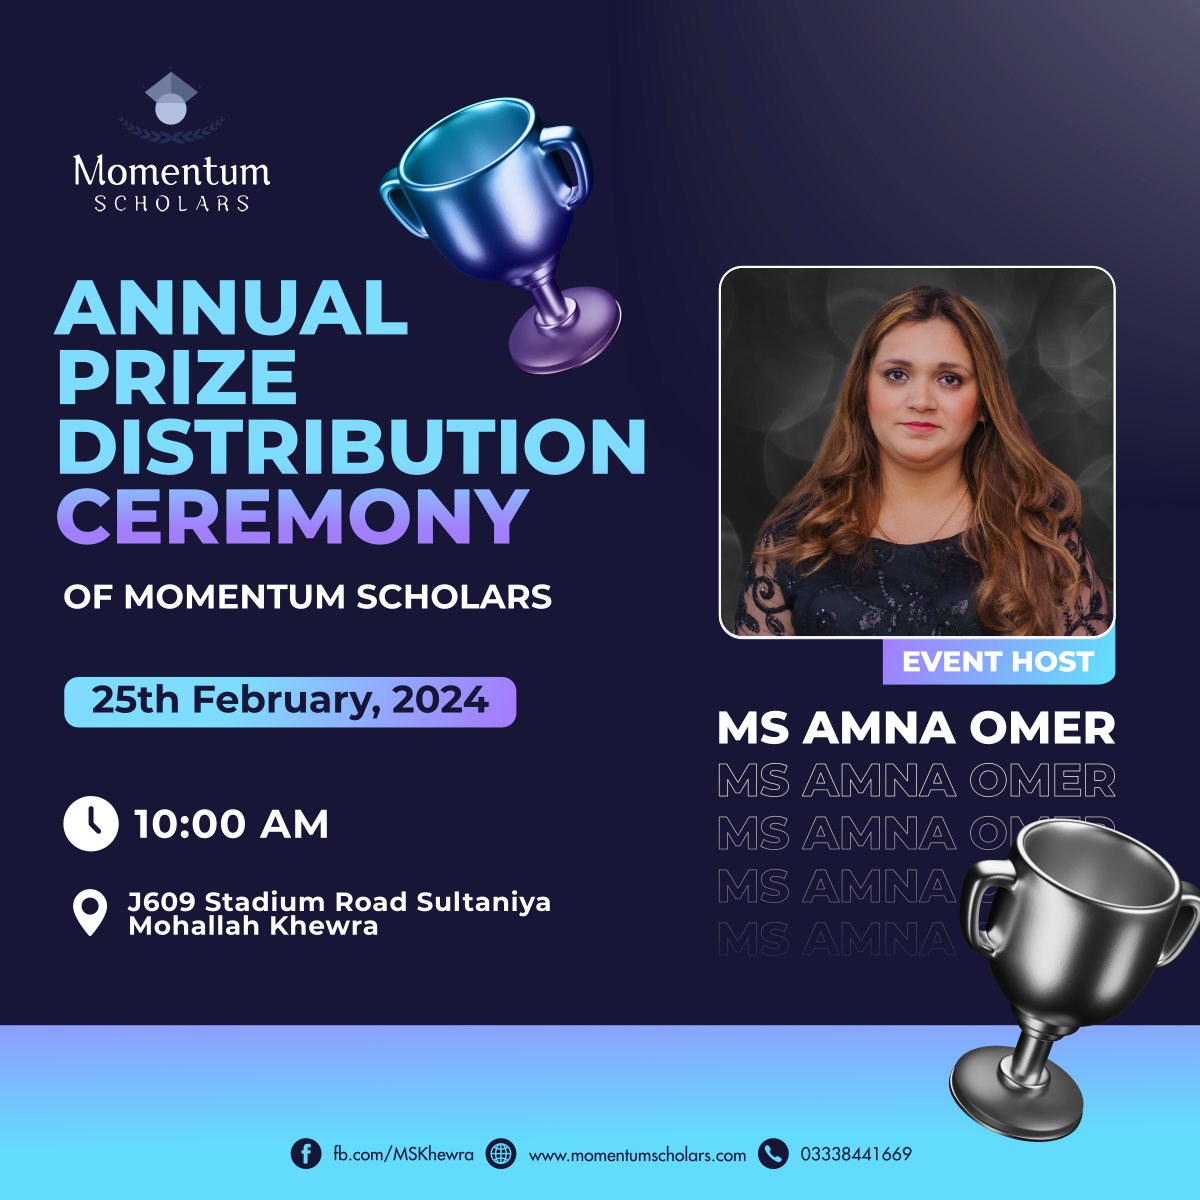 Momentum
SCHOLARS
ANNUAL
PRIZE
DISTRIBUTION
CEREMONY
OF MOMENTUM SCHOLARS
25th February, 2024
10:00 AM
J609 Stadium Road Sultaniya
Mohallah Khewra
EVENT HOST
MS AMNA OMER
MS AMNA OMER
MS AMNA OMER
MS AMNA
MS AMNA
fb.com/MSKhewra
www.momentumscholars.com
03338441669